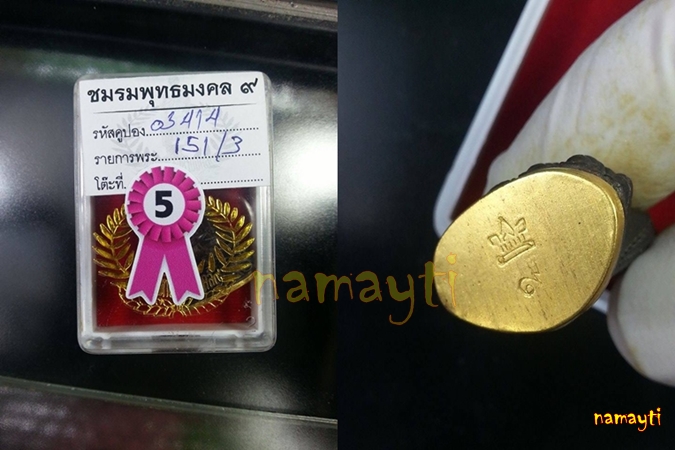 ชมรมพุทธมงคล ๙
รหัสคูปอง 03414
รายการพระ 151/3
โต๊ะที่
5
namayti
namayti